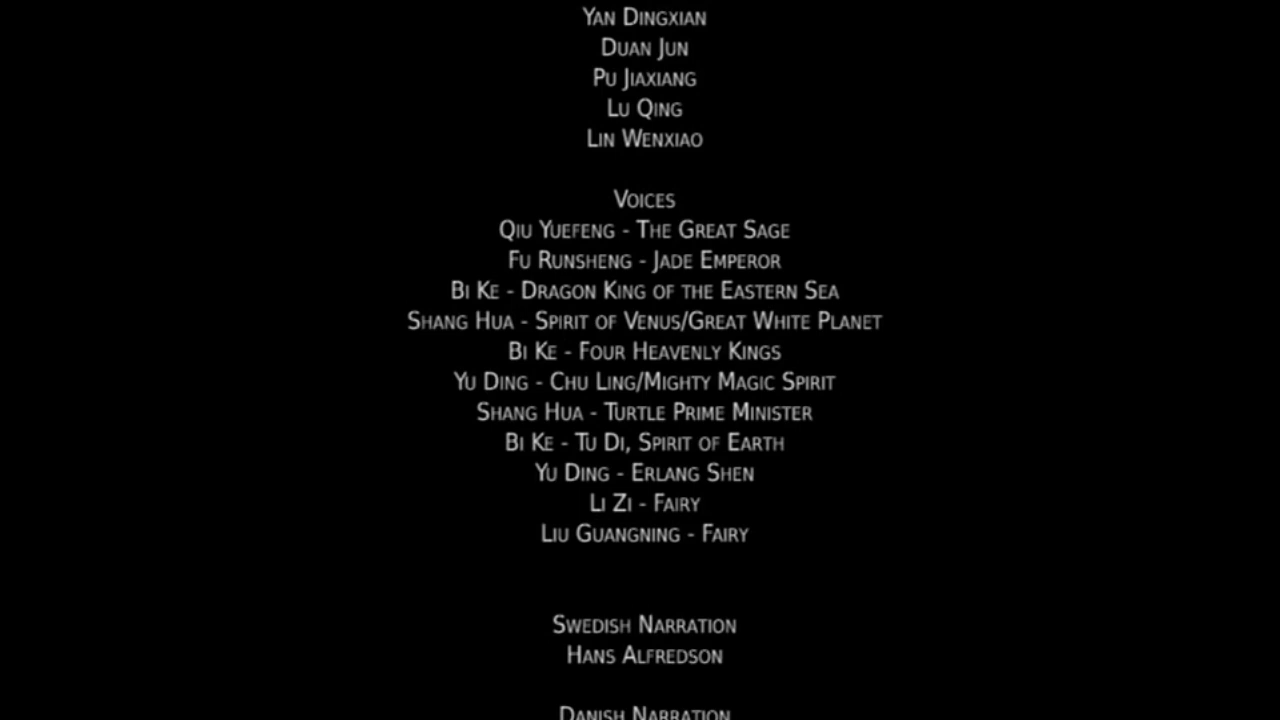 Yan Dingxian
Duan Jun
Pu Jiaxiang
Lu Qing
Lin Wenxiao
Voices
Qiu Yuefeng - The Great Sage
Fu Runsheng - Jade Emperor
Bi Ke - Dragon King of the Eastern Sea
Shang Hua - Spirit of Venus/Great White Planet
Bi Ke - Four Heavenly Kings
Yu Ding - Chu Ling/Mighty Magic Spirit
Shang Hua - Turtle Prime Minister
Bi Ke - Tu Di, Spirit of Earth
Yu Ding - Erlang Shen
Li Zi - Fairy
Liu Guangning - Fairy
Swedish Narration
Hans Alfredson
Danish Narration